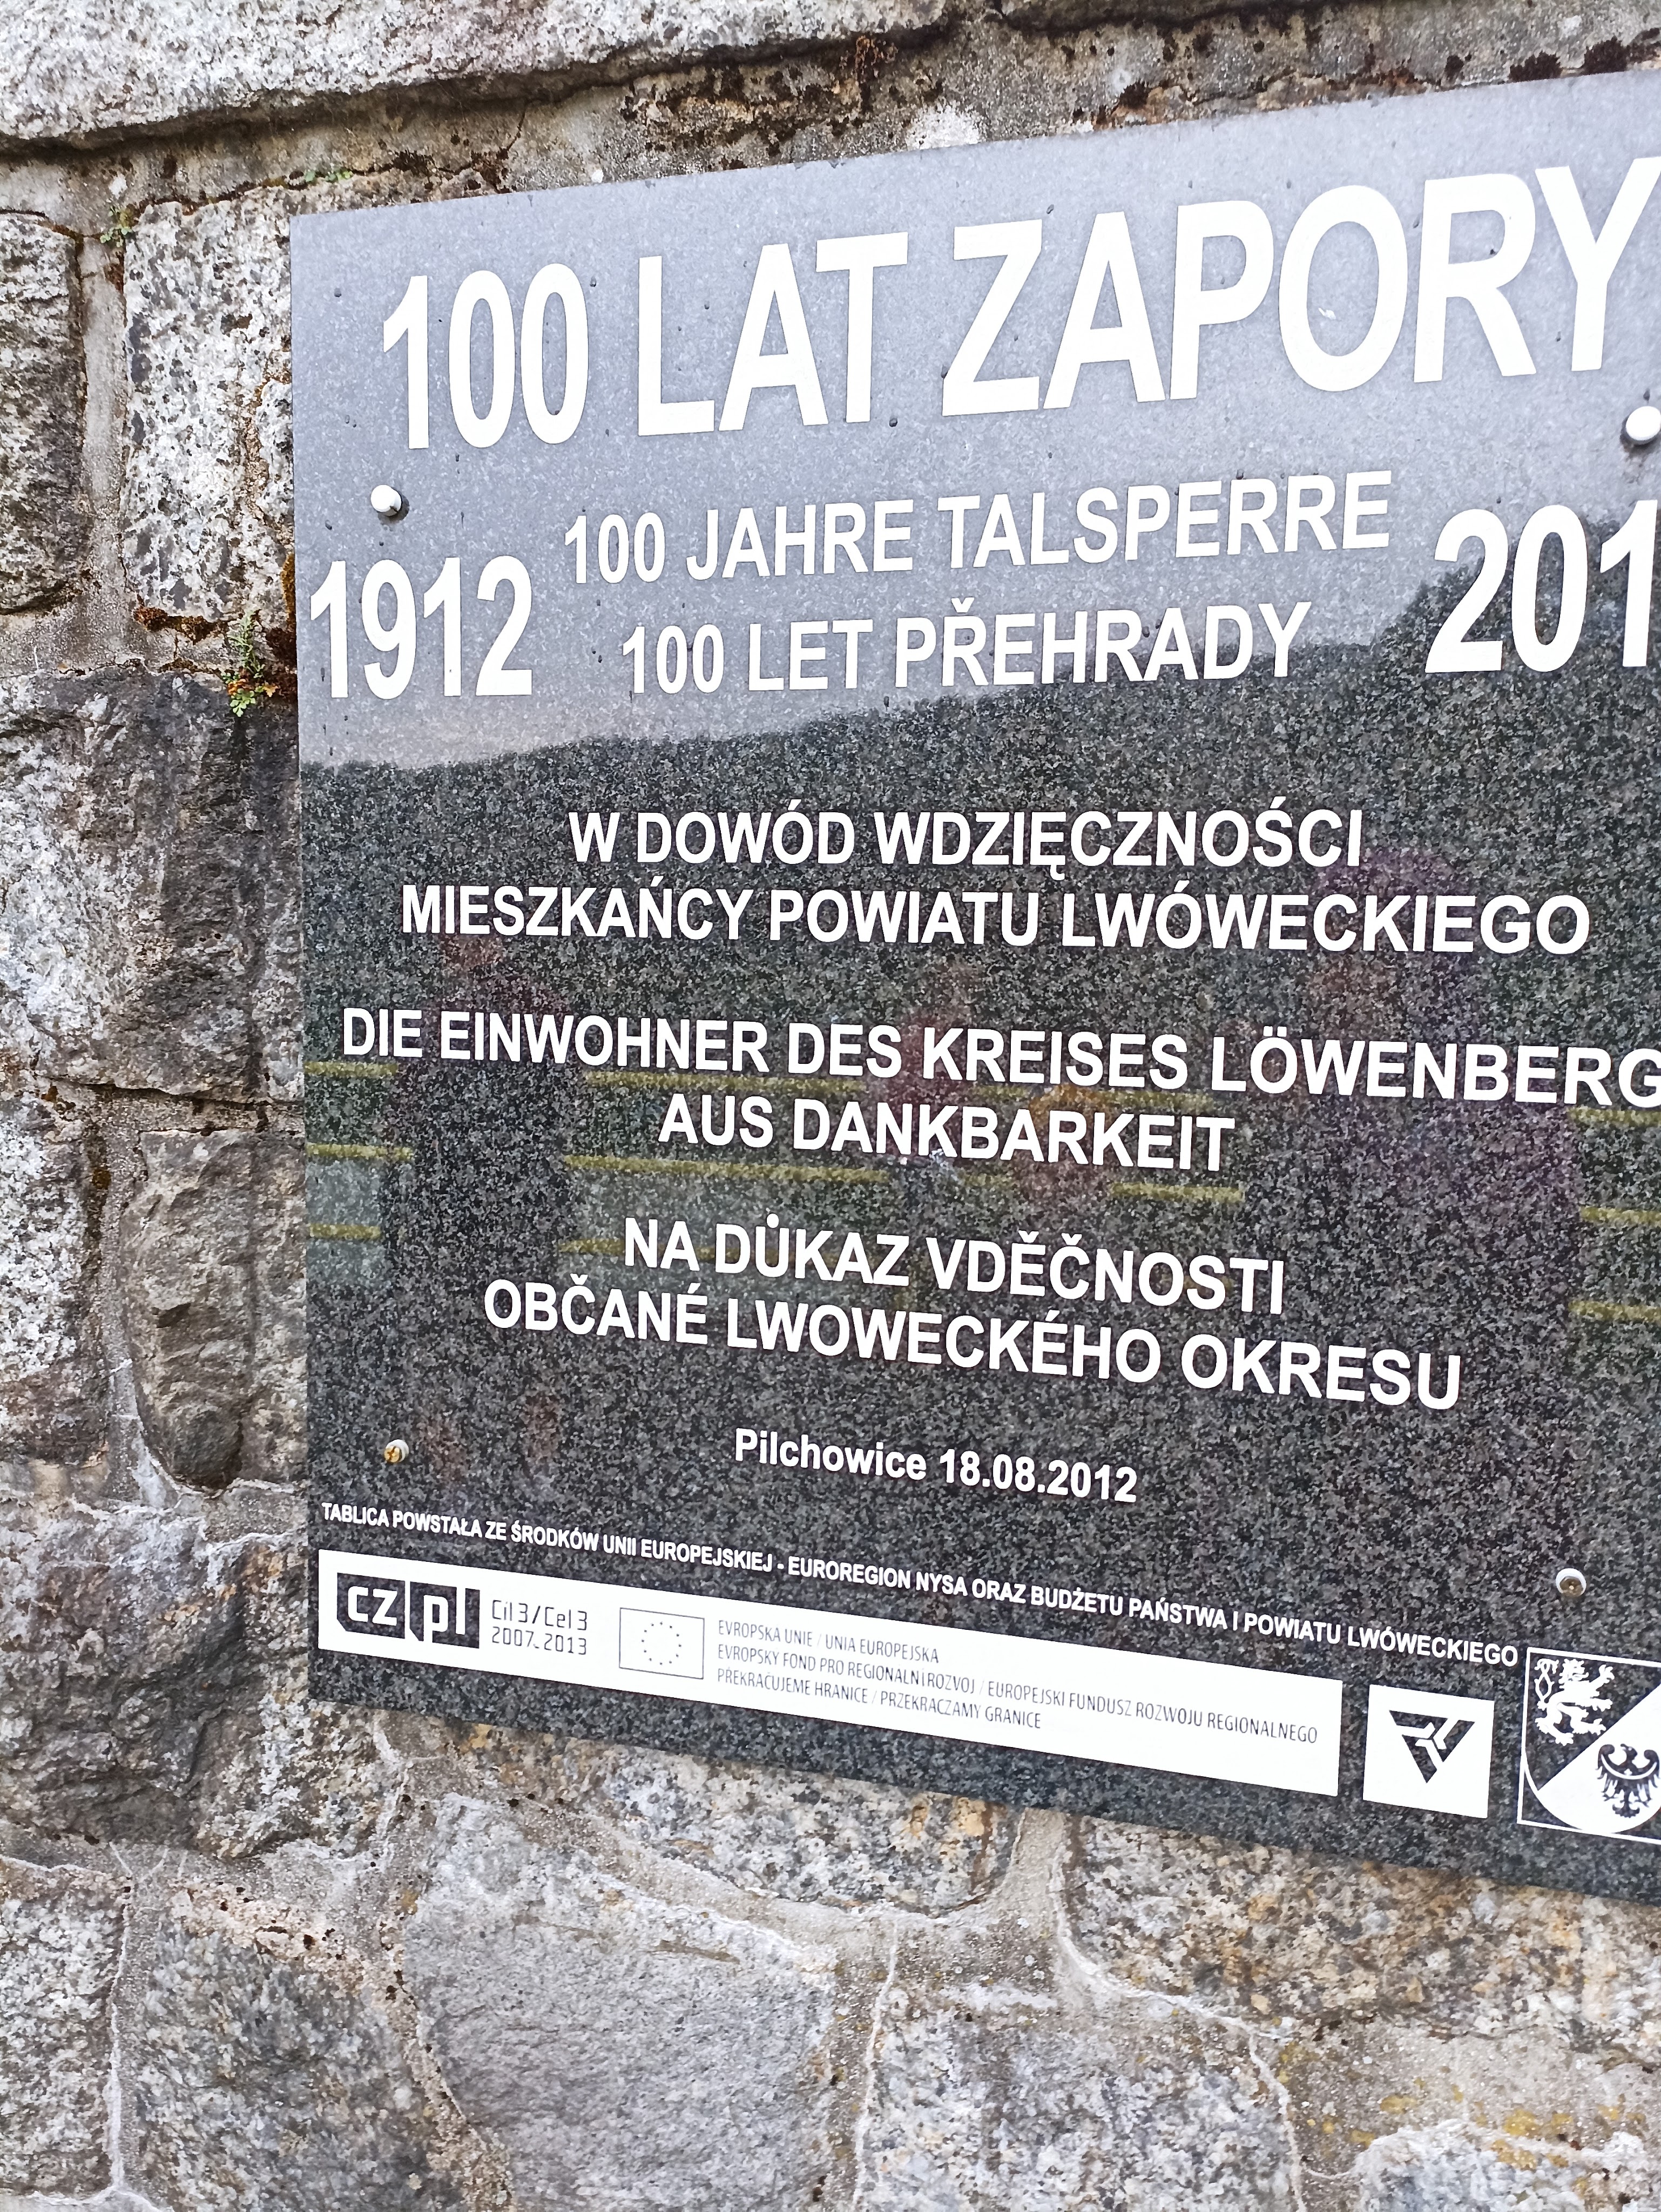 100 LAT ZAPORY
100 JAHRE TALSPERRE
1912 100 LET PŘEHRADY 201
W DOWÓD WDZIĘCZNOŚCI
MIESZKAŃCY POWIATU LWÓWECKIEGO
DIE EINWOHNER DES KREISES LÖWENBERG
AUS DANKBARKEIT
NA DŮKAZ VDĚČNOSTI
OBČANÉ LWOWECKÉHO OKRESU
Pilchowice 18.08.2012
TABLICA POWSTAŁA ZE ŚRODKÓW UNII EUROPEJSKIEJ - EUROREGION NYSA ORAZ BUDŻETU PAŃSTWA I POWIATU LWÓWECKIEGO
cz pl
Cíl 3 / Cel 3
2007-2013
EVROPSKÁ UNIE / UNIA EUROPEJSKA
EVROPSKÝ FOND PRO REGIONÁLNÍ ROZVOJ / EUROPEJSKI FUNDUSZ ROZWOJU REGIONALNEGO
PŘEKRAČUJEME HRANICE / PRZEKRACZAMY GRANICE